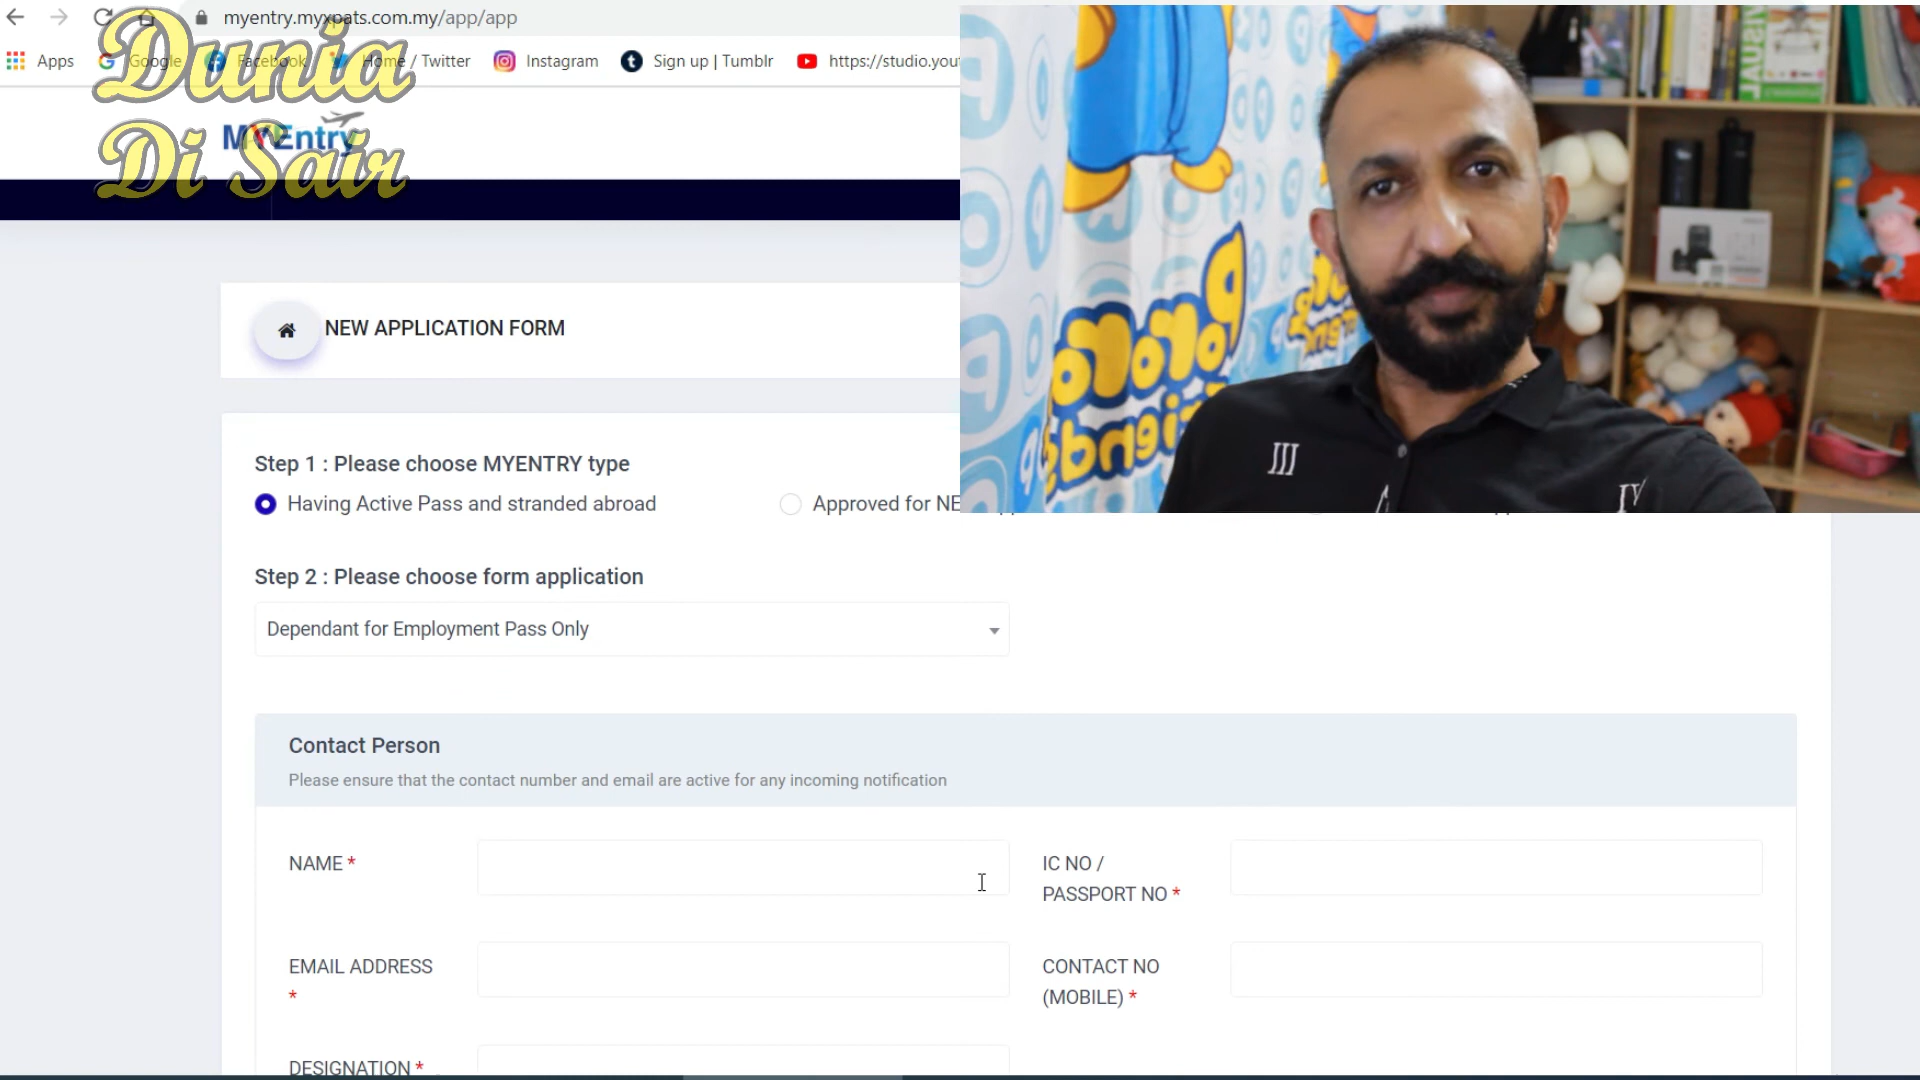 myentry.myxpats.com.my/app/app
Apps Google Facebook Home / Twitter Instagram Sign up | Tumblr https://studio.you
Dunia
Di Sair
MYEntry
NEW APPLICATION FORM
Step 1 : Please choose MYENTRY type
Having Active Pass and stranded abroad
Approved for NE
Step 2 : Please choose form application
Dependant for Employment Pass Only
Contact Person
Please ensure that the contact number and email are active for any incoming notification
NAME *
IC NO /
PASSPORT NO *
EMAIL ADDRESS
*
CONTACT NO
(MOBILE) *
DESIGNATION *
III
IV
VISUAL